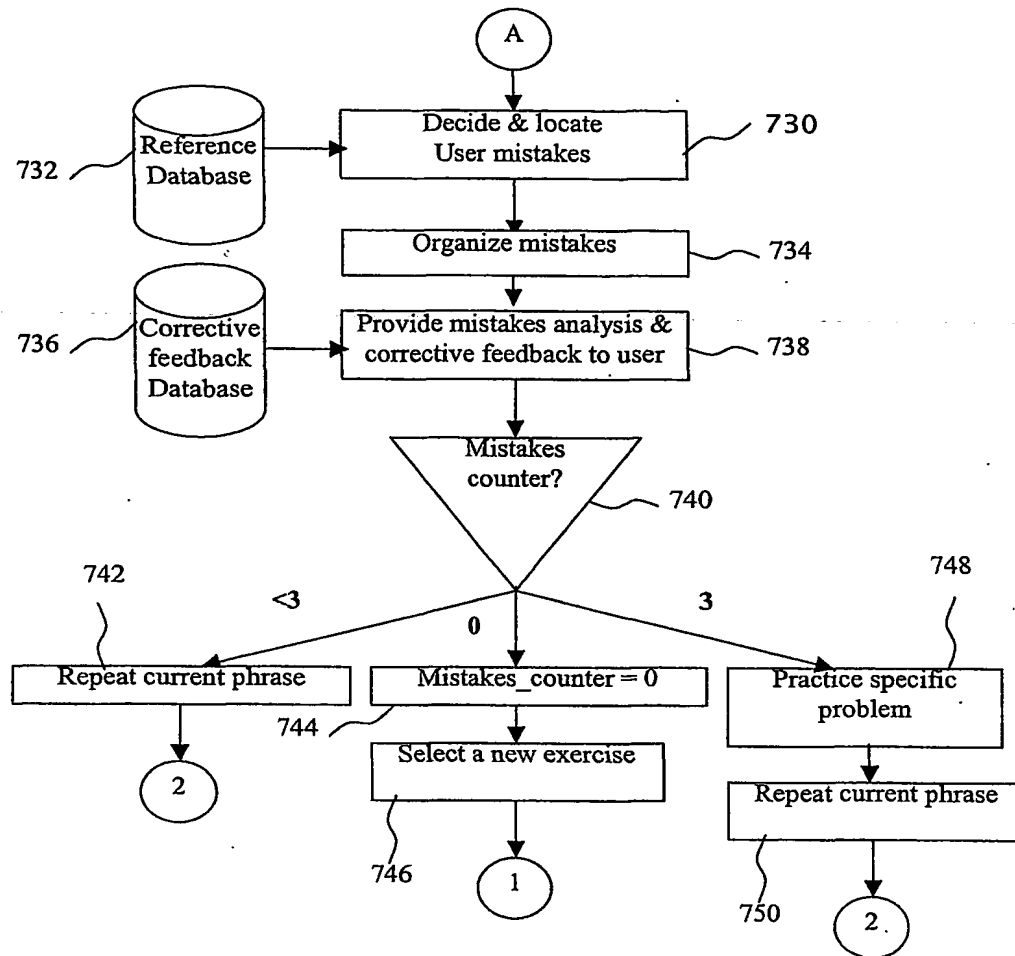 A
Decide & locate
User mistakes
730
732
Reference
Database
Organize mistakes
734
736
Corrective
feedback
Database
Provide mistakes analysis &
corrective feedback to user
738
Mistakes
counter?
740
742
<3
0
3
748
Repeat current phrase
Mistakes_counter = 0
Practice specific
problem
744
2
Select a new exercise
Repeat current phrase
746
1
750
2